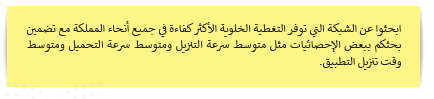 ابحثوا عن الشبكة التي توفر التغطية الخلوية الأكثر كفاءة في جميع أنحاء المملكة مع تضمين
بحثكم ببعض الإحصائيات مثل متوسط سرعة التنزيل ومتوسط سرعة التحميل ومتوسط
وقت تنزيل التطبيق.